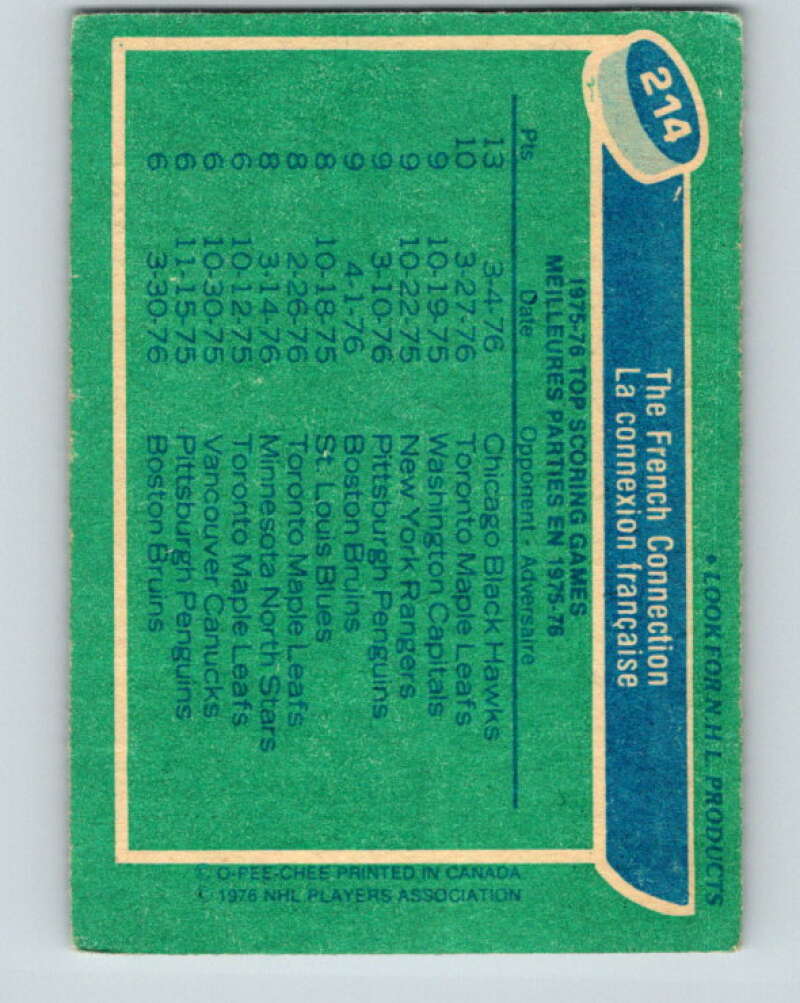 • LOOK FOR N.H.L. PRODUCTS
214
The French Connection
La connexion française
1975-76 TOP SCORING GAMES
MEILLEURES PARTIES EN 1975-76
Pts Date Opponent - Adversaire
13 3-4-76 Chicago Black Hawks
10 3-27-76 Toronto Maple Leafs
9 10-19-75 Washington Capitals
9 10-22-75 New York Rangers
9 3-10-76 Pittsburgh Penguins
9 4-1-76 Boston Bruins
8 10-18-75 St. Louis Blues
8 2-26-76 Toronto Maple Leafs
8 3-14-76 Minnesota North Stars
6 10-12-75 Toronto Maple Leafs
6 10-30-75 Vancouver Canucks
6 11-15-75 Pittsburgh Penguins
6 3-30-76 Boston Bruins
© 1976 NHL PLAYERS ASSOCIATION
© O-PEE-CHEE PRINTED IN CANADA